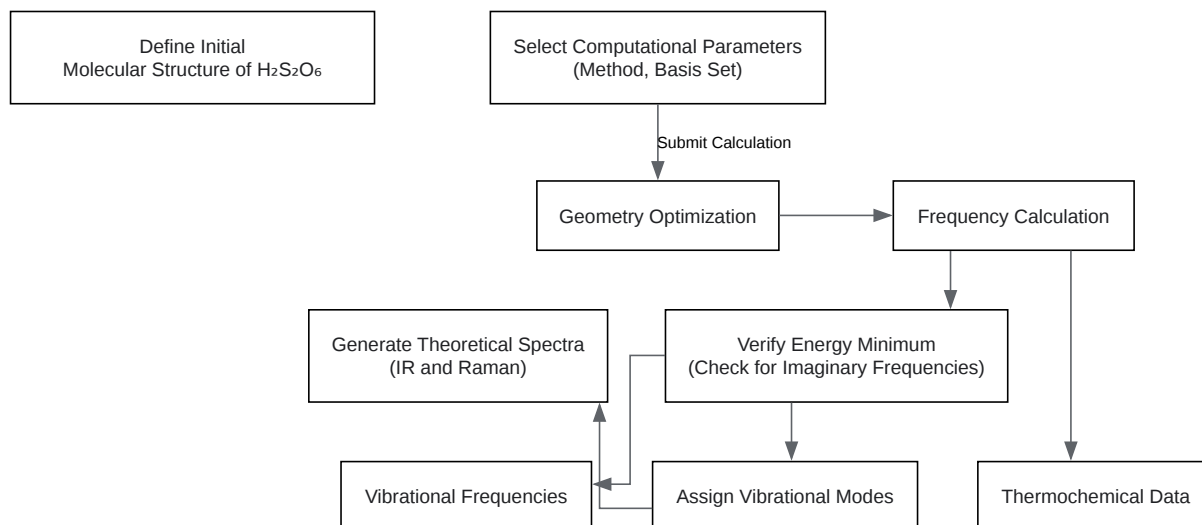 Define Initial
Molecular Structure of H₂S₂O₆
Select Computational Parameters
(Method, Basis Set)
Submit Calculation
Geometry Optimization
Frequency Calculation
Generate Theoretical Spectra
(IR and Raman)
Verify Energy Minimum
(Check for Imaginary Frequencies)
Vibrational Frequencies
Assign Vibrational Modes
Thermochemical Data